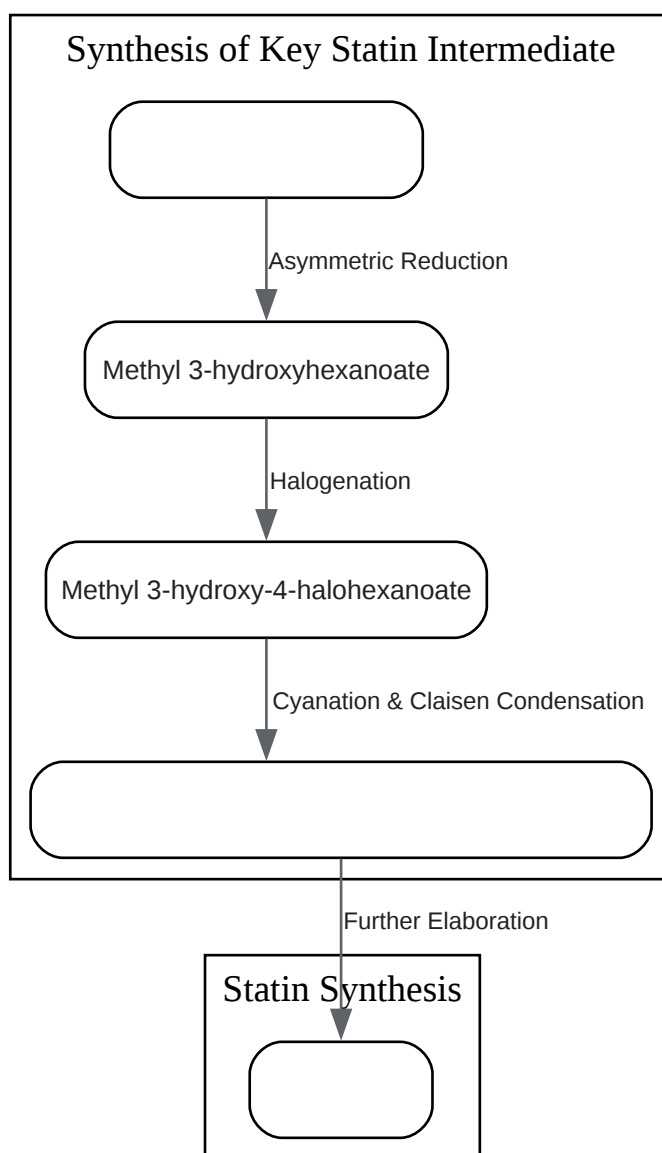 Synthesis of Key Statin Intermediate
Asymmetric Reduction
Methyl 3-hydroxyhexanoate
Halogenation
Methyl 3-hydroxy-4-halohexanoate
Cyanation & Claisen Condensation
Further Elaboration
Statin Synthesis